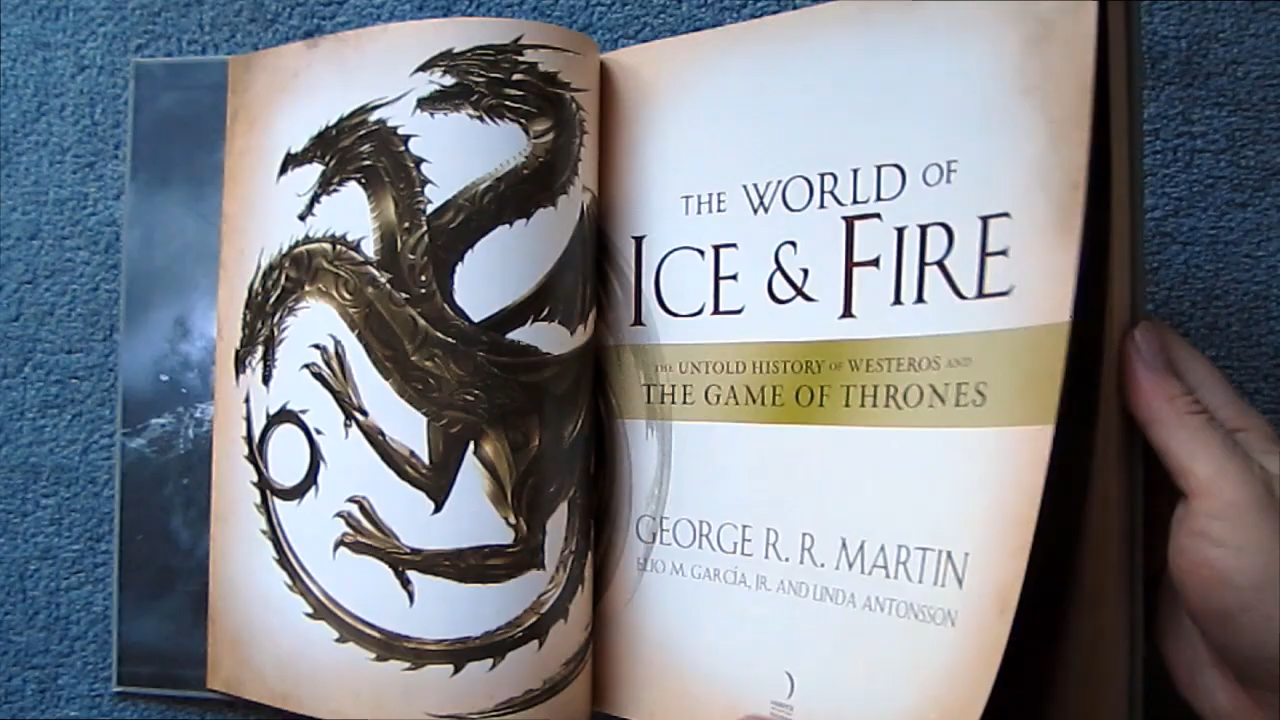 THE WORLD OF
ICE & FIRE
THE UNTOLD HISTORY OF WESTEROS AND
THE GAME OF THRONES
GEORGE R. R. MARTIN
ELIO M. GARCÍA, JR. AND LINDA ANTONSSON